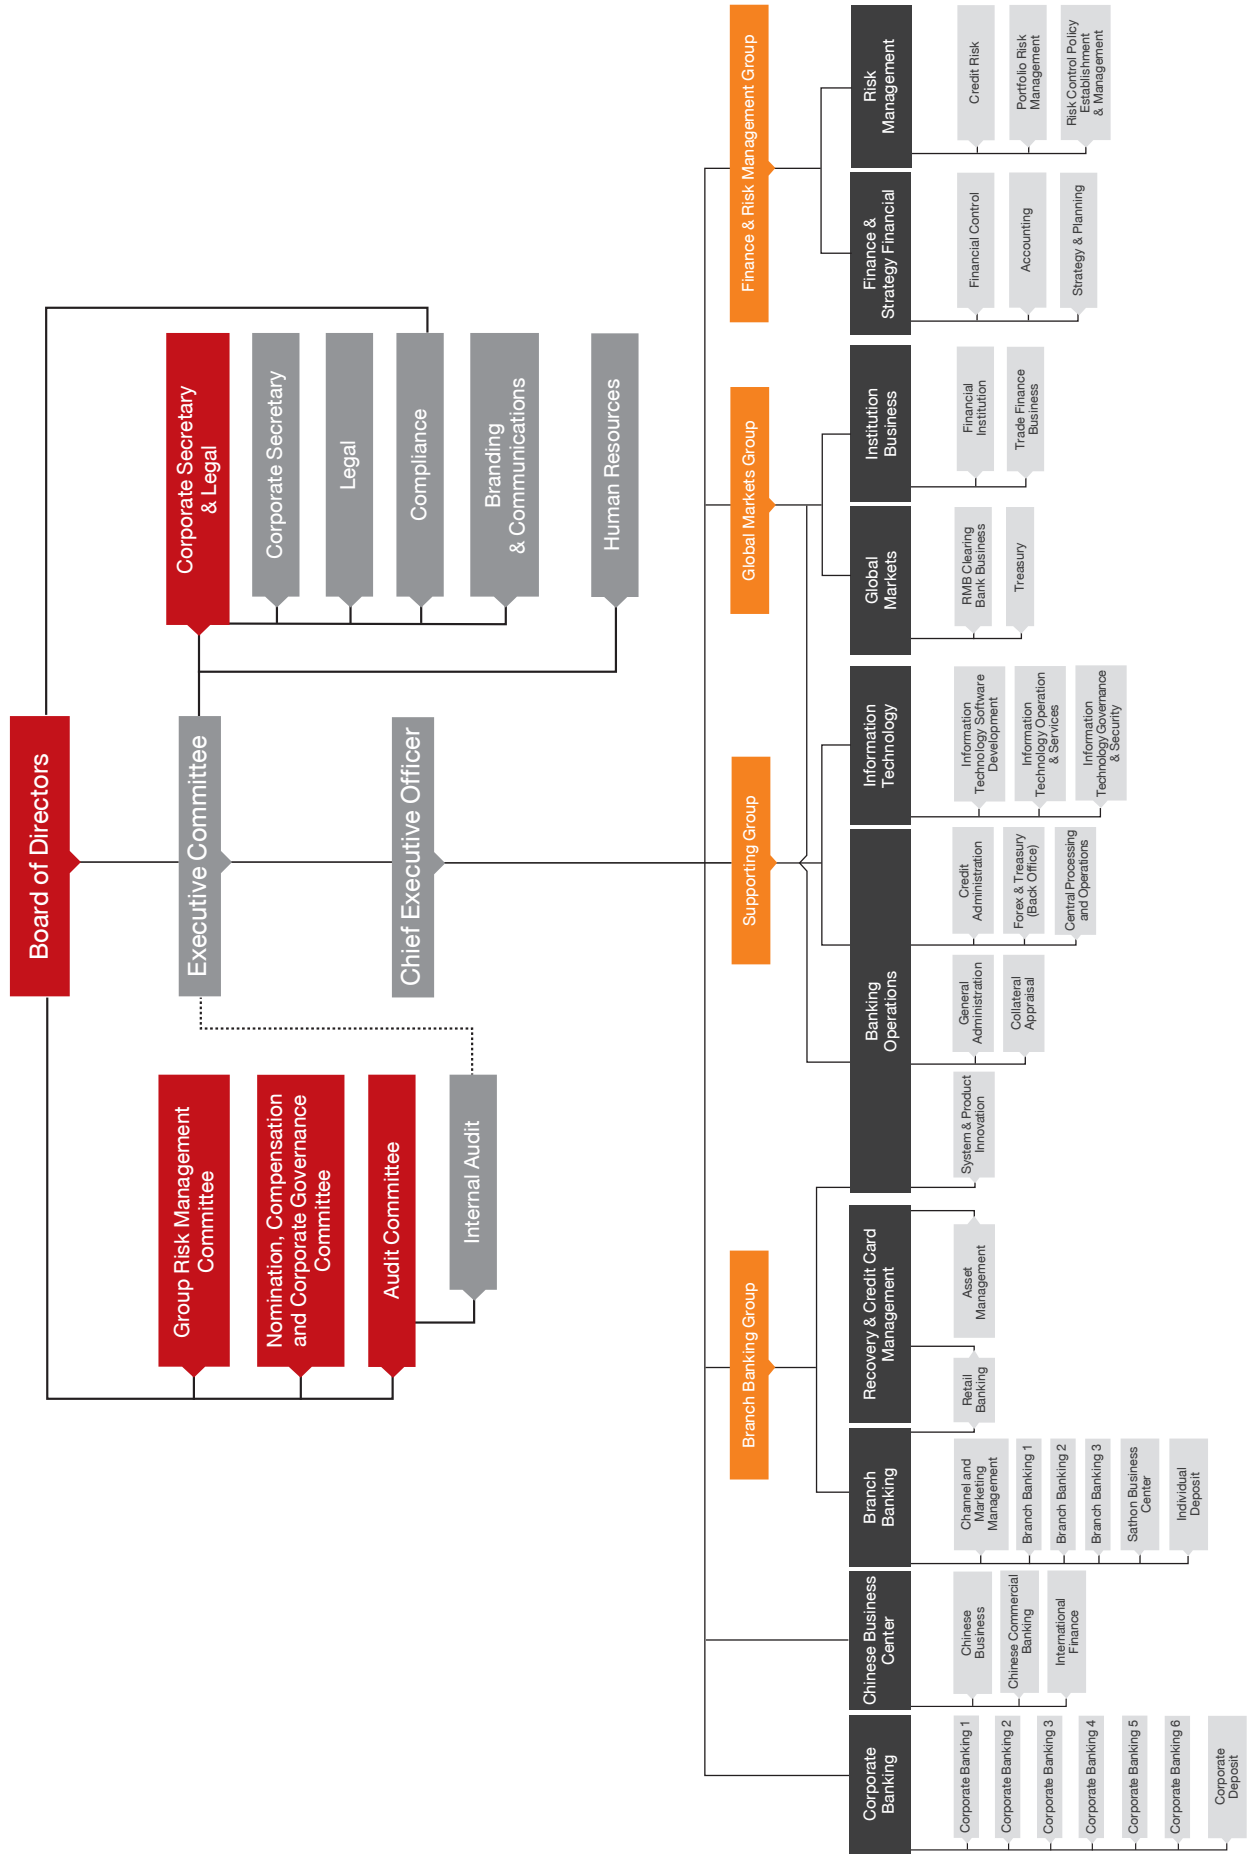 Board of Directors
Group Risk Management
Committee
Nomination, Compensation
and Corporate Governance
Committee
Audit Committee
Internal Audit
Executive Committee
Chief Executive Officer
Corporate Secretary
& Legal
Corporate Secretary
Legal
Compliance
Branding
& Communications
Human Resources
Branch Banking Group
Supporting Group
Global Markets Group
Finance & Risk Management Group
Corporate
Banking
Chinese Business
Center
Branch
Banking
Recovery & Credit Card
Management
Banking
Operations
Information
Technology
Global
Markets
Institution
Business
Finance &
Strategy Financial
Risk
Management
Corporate Banking 1
Corporate Banking 2
Corporate Banking 3
Corporate Banking 4
Corporate Banking 5
Corporate Banking 6
Corporate
Deposit
Chinese
Business
Chinese Commercial
Banking
International
Finance
Channel and
Marketing
Management
Branch Banking 1
Branch Banking 2
Branch Banking 3
Sathon Business
Center
Individual
Deposit
Retail
Banking
Asset
Management
System & Product
Innovation
General
Administration
Collateral
Appraisal
Credit
Administration
Forex & Treasury
(Back Office)
Central Processing
and Operations
Information
Technology Software
Development
Information
Technology Operation
& Services
Information
Technology Governance
& Security
RMB Clearing
Bank Business
Treasury
Financial
Institution
Trade Finance
Business
Financial Control
Accounting
Strategy & Planning
Credit Risk
Portfolio Risk
Management
Risk Control Policy
Establishment
& Management